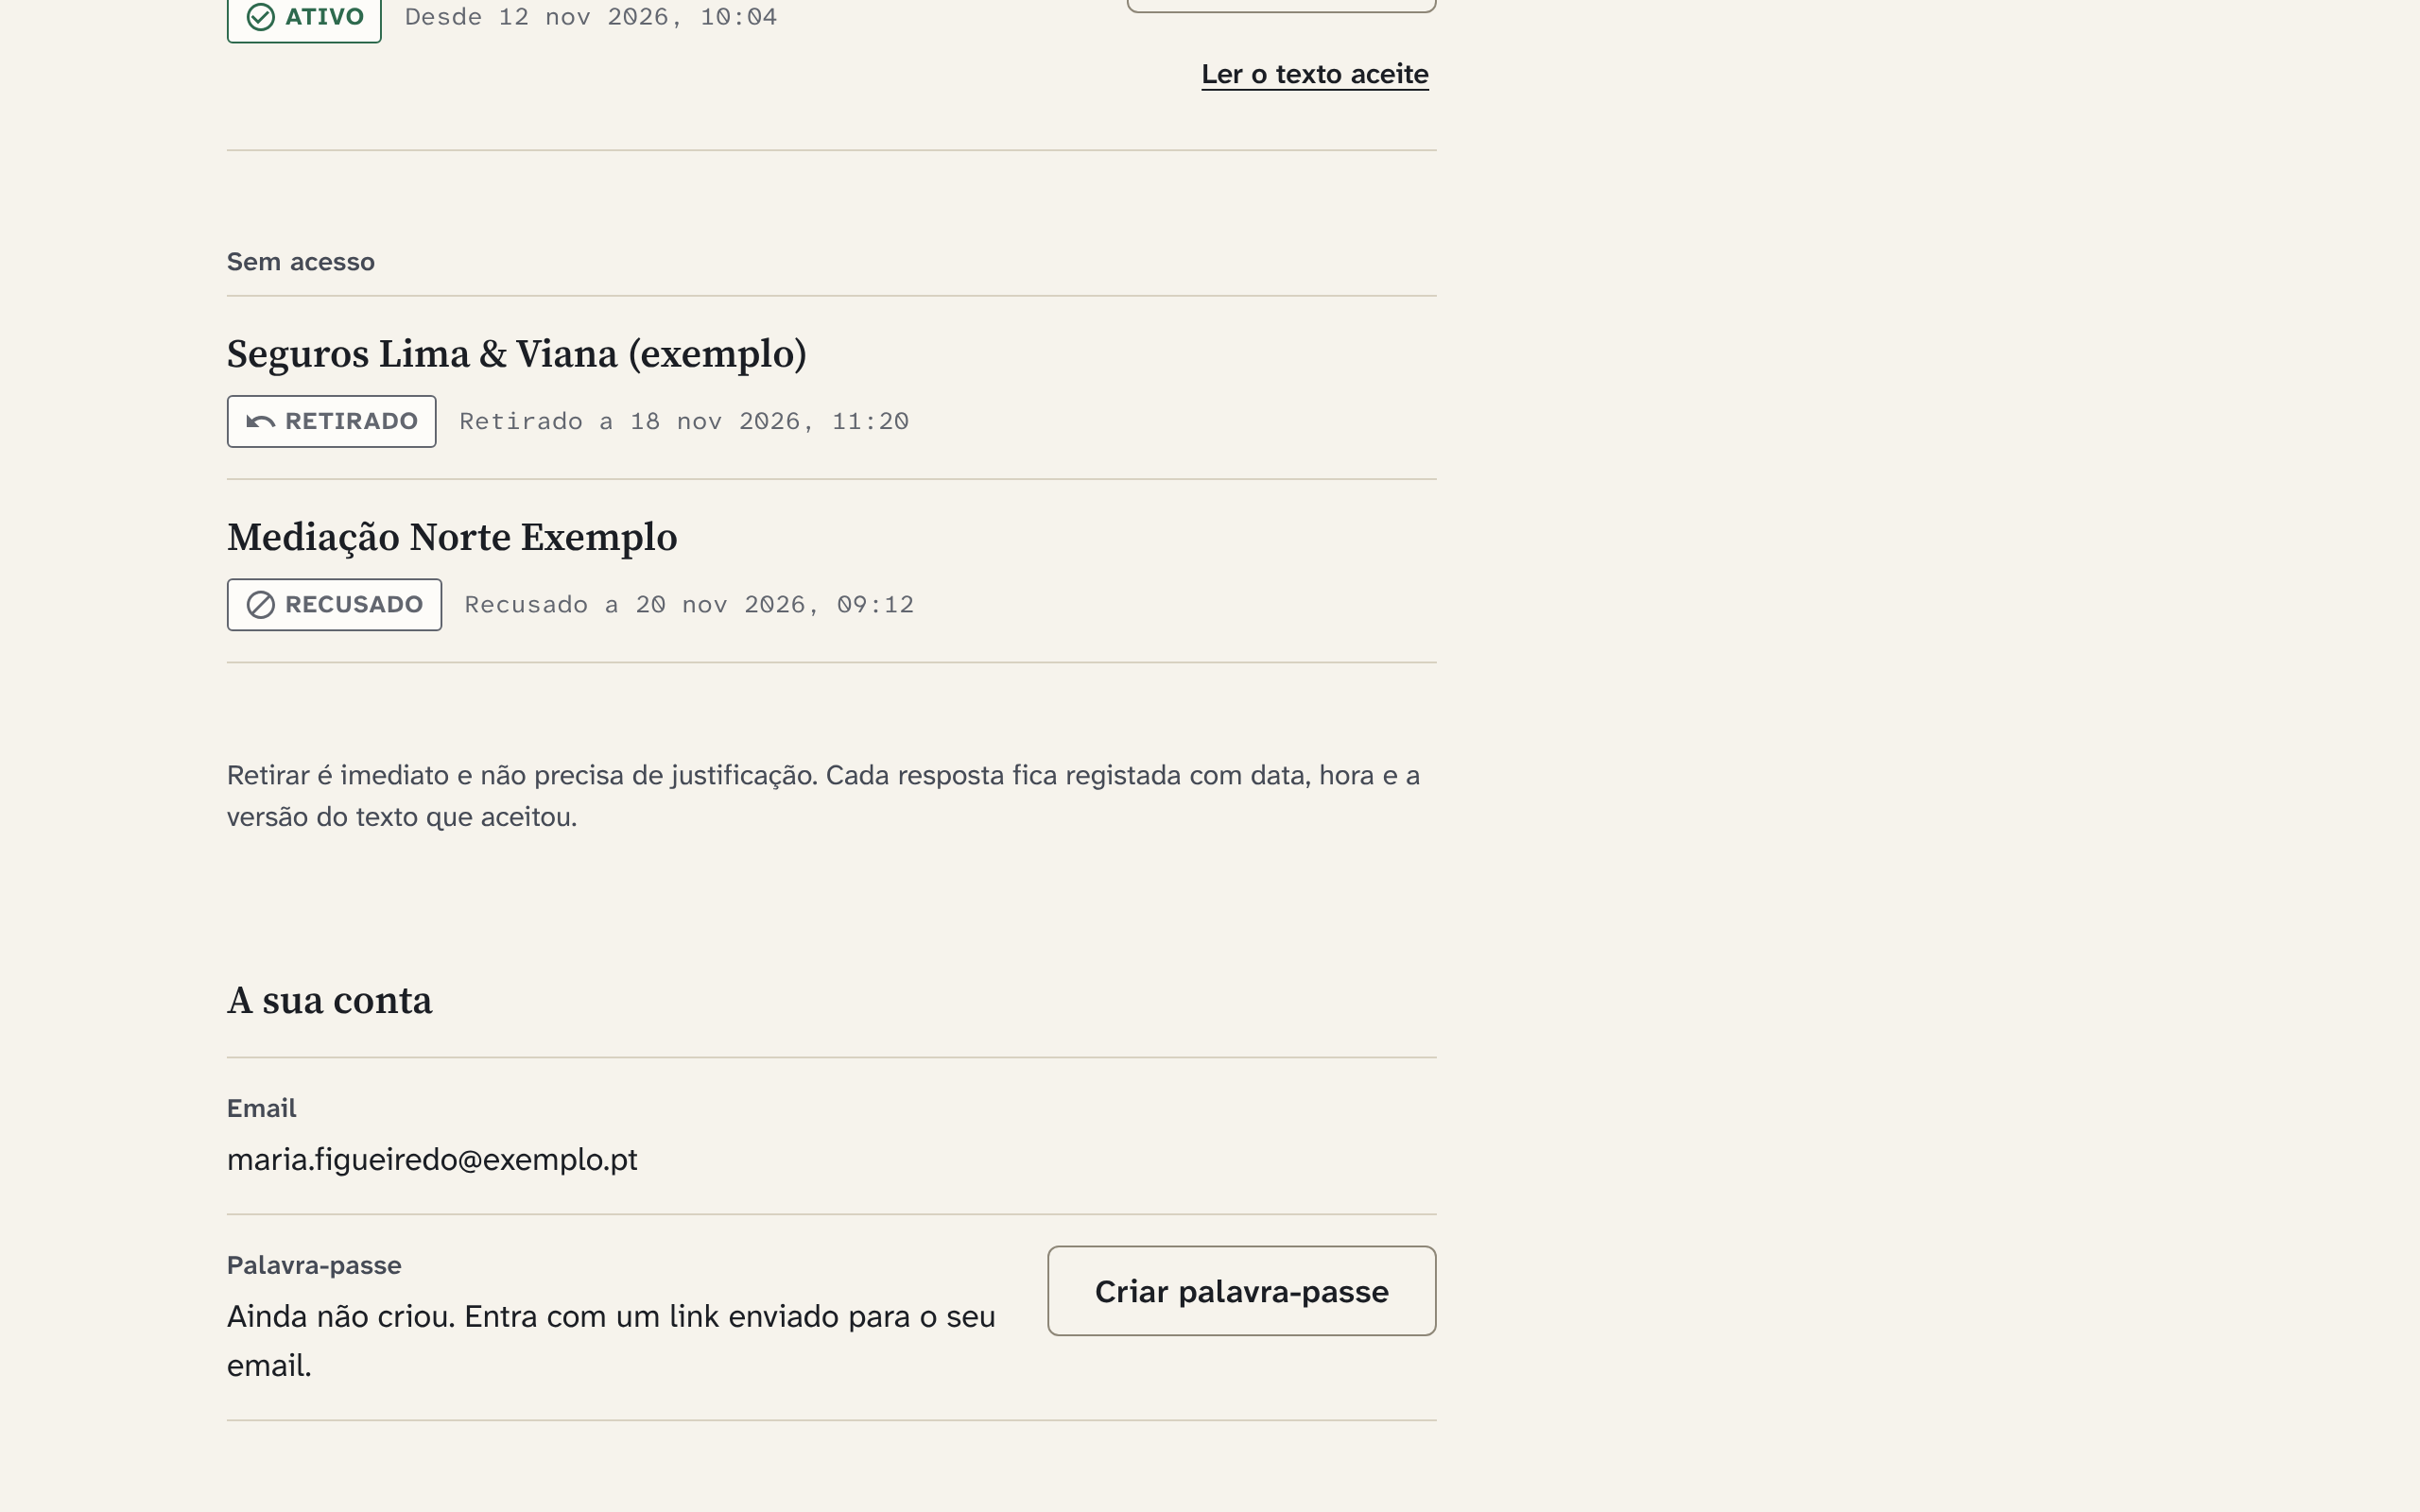 ATIVO Desde 12 nov 2026, 10:04
Ler o texto aceite
Sem acesso
Seguros Lima & Viana (exemplo)
RETIRADO Retirado a 18 nov 2026, 11:20
Mediação Norte Exemplo
RECUSADO Recusado a 20 nov 2026, 09:12
Retirar é imediato e não precisa de justificação. Cada resposta fica registada com data, hora e a
versão do texto que aceitou.
A sua conta
Email
maria.figueiredo@exemplo.pt
Palavra-passe
Criar palavra-passe
Ainda não criou. Entra com um link enviado para o seu
email.